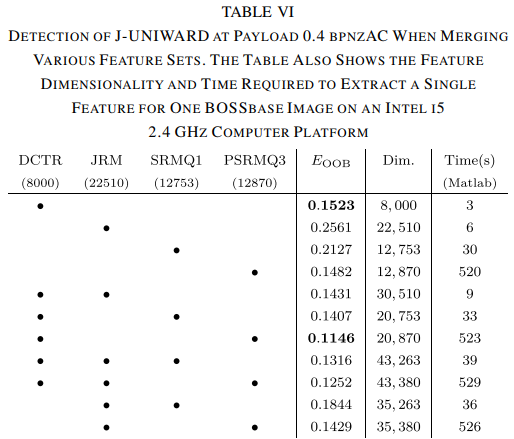 TABLE VI
DETECTION OF J-UNIWARD AT PAYLOAD 0.4 BPNZAC WHEN MERGING
VARIOUS FEATURE SETS. THE TABLE ALSO SHOWS THE FEATURE
DIMENSIONALITY AND TIME REQUIRED TO EXTRACT A SINGLE
FEATURE FOR ONE BOSSBASE IMAGE ON AN INTEL I5
2.4 GHZ COMPUTER PLATFORM
DCTR JRM SRMQ1 PSRMQ3 E_OOB Dim. Time(s)
(8000) (22510) (12753) (12870) (Matlab)
• 0.1523 8,000 3
• 0.2561 22,510 6
• 0.2127 12,753 30
• 0.1482 12,870 520
• • 0.1431 30,510 9
• • 0.1407 20,753 33
• • 0.1146 20,870 523
• • • 0.1316 43,263 39
• • • 0.1252 43,380 529
• • 0.1844 35,263 36
• • 0.1429 35,380 526